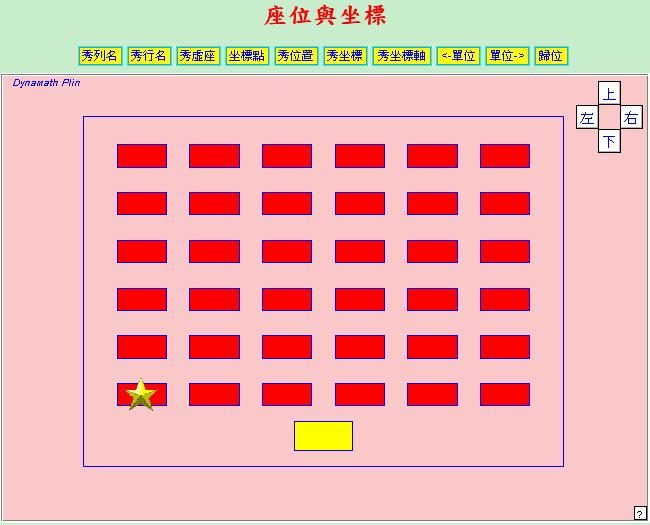 座位與坐標
秀列名 秀行名 秀虛座 坐標點 秀位置 秀坐標 秀坐標軸 <-單位 單位-> 歸位
Dynamath Plin
上
左 右
下
?